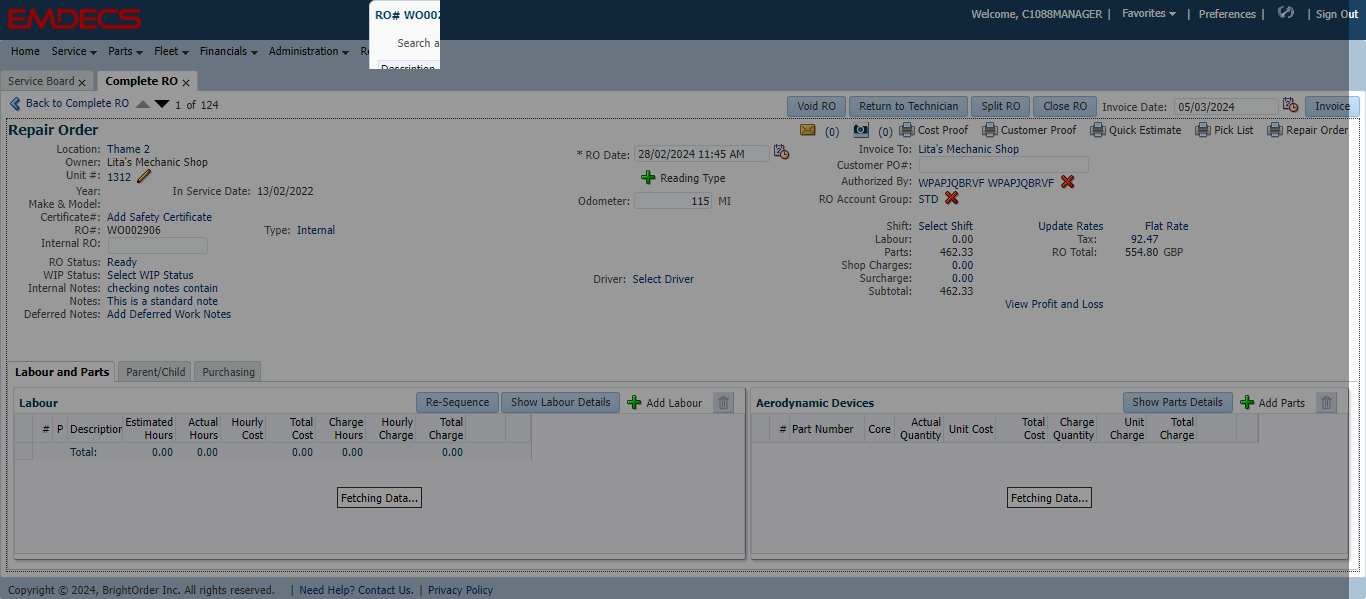 EMDECS
RO# WO002
Search a
Description
Welcome, C1088MANAGER | Favorites | Preferences | | Sign Out
Home Service Parts Fleet Financials Administration
Service Board x Complete RO x
Back to Complete RO 1 of 124
Void RO Return to Technician Split RO Close RO Invoice Date: 05/03/2024 Invoice
Repair Order
(0) (0) Cost Proof Customer Proof Quick Estimate Pick List Repair Order
Location: Thame 2
Owner: Lita's Mechanic Shop
Unit #: 1312
Year: In Service Date: 13/02/2022
Make & Model:
Certificate#: Add Safety Certificate
RO#: WO002906 Type: Internal
Internal RO:
RO Status: Ready
WIP Status: Select WIP Status
Internal Notes: checking notes contain
Notes: This is a standard note
Deferred Notes: Add Deferred Work Notes
* RO Date: 28/02/2024 11:45 AM
Reading Type
Odometer: 115 MI
Driver: Select Driver
Invoice To: Lita's Mechanic Shop
Customer PO#:
Authorized By: WPAPJQBRVF WPAPJQBRVF
RO Account Group: STD
Shift: Select Shift Update Rates Flat Rate
Labour: 0.00 Tax: 92.47
Parts: 462.33 RO Total: 554.80 GBP
Shop Charges: 0.00
Surcharge: 0.00
Subtotal: 462.33
View Profit and Loss
Labour and Parts Parent/Child Purchasing
Labour Re-Sequence Show Labour Details Add Labour
# P Description Estimated Hours Actual Hours Hourly Cost Total Cost Charge Hours Hourly Charge Total Charge
Total: 0.00 0.00 0.00 0.00 0.00
Fetching Data...
Aerodynamic Devices Show Parts Details Add Parts
# Part Number Core Actual Quantity Unit Cost Total Cost Charge Quantity Unit Charge Total Charge
Fetching Data...
Copyright © 2024, BrightOrder Inc. All rights reserved. | Need Help? Contact Us. | Privacy Policy